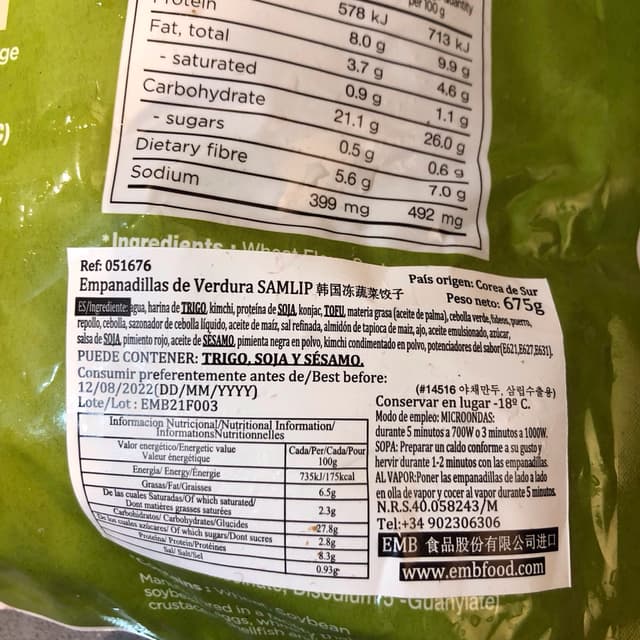 ge
Protein
quantity
per 100 g
578 kJ
713 kJ
Fat, total
8.0 g
9.9 g
- saturated
3.7 g
4.6 g
Carbohydrate
0.9 g
1.1 g
- sugars
21.1 g
26.0 g
Dietary fibre
0.5 g
0.6 g
Sodium
5.6 g
7.0 g
399 mg
492 mg
*Ingredients :
Ref: 051676
Empanadillas de Verdura SAMLIP 韩国冻蔬菜饺子
País origen: Corea de Sur
Peso neto: 675g
ES/Ingrediente: agua, harina de TRIGO, kimchi, proteína de SOJA, konjac, TOFU, materia grasa (aceite de palma), cebolla verde, fideos, puerro,
repollo, cebolla, sazonador de cebolla líquido, aceite de maíz, sal refinada, almidón de tapioca de maíz, ajo, aceite emulsionado, azúcar,
salsa de SOJA, pimiento rojo, aceite de SÉSAMO, pimienta negra en polvo, kimchi condimentado en polvo, potenciadores del sabor(E621,E627,E631).
PUEDE CONTENER: TRIGO, SOJA Y SÉSAMO.
Consumir preferentemente antes de/Best before:
12/08/2022(DD/MM/YYYY)
Lote/Lot : EMB21F003
Informacion Nutricional/Nutritional Information/
InformationsNutritionnelles
Valor energético/Energetic value
Valeur énergétique
Cada/Per/Cada/Pour
100g
Energia/ Energy/Énergie
735kJ/175kcal
Grasas/Fat/Graisses
6.5g
De las cuales Saturadas/Of which saturated/
Dont matières grasses saturées
2.3g
Carbohidratos/ Carbohydrates/Glucides
27.8g
De los cuales azúcares/ Of which sugars/Dont sucres
2.8g
Proteína/ Protein/Protéines
8.3g
Sal/ Salt/Sel
0.93g
(#14516 야채만두, 삼립수출용)
Conservar en lugar -18º C.
Modo de empleo: MICROONDAS:
durante 5 minutos a 700W o 3 minutos a 1000W.
SOPA: Preparar un caldo conforme a su gusto y
hervir durante 1-2 minutos con las empanadillas.
AL VAPOR:Poner las empanadillas de lado a lado
en olla de vapor y cocer al vapor durante 5 minutos.
N.R.S.40.058243/M
Tel:+34 902306306
EMB 食品股份有限公司进口
www.embfood.com
-Guanylate)
soybean